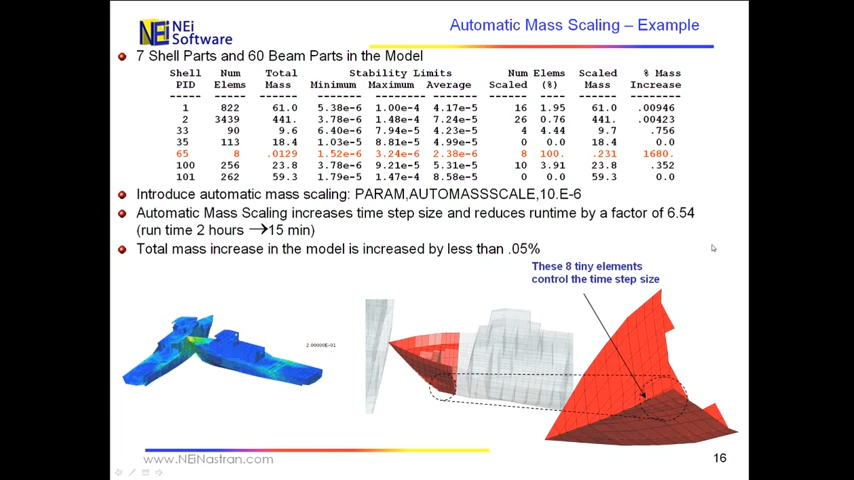 NEi
Software
Automatic Mass Scaling – Example
7 Shell Parts and 60 Beam Parts in the Model
Shell Num Total Stability Limits Num Elems Scaled % Mass
PID Elems Mass Minimum Maximum Average Scaled (%) Mass Increase
----- ----- ----- ------- ------- ------- ------ ----- ------ --------
1 822 61.0 5.38e-6 1.00e-4 4.17e-5 16 1.95 61.0 .00946
2 3439 441. 3.78e-6 1.48e-4 7.24e-5 26 0.76 441. .00423
33 90 9.6 6.40e-6 7.94e-5 4.23e-5 4 4.44 9.7 .756
35 113 18.4 1.03e-5 8.81e-5 4.99e-5 0 0.0 18.4 0.0
65 8 .0129 1.52e-6 3.24e-6 2.38e-6 8 100. .231 1680.
100 256 23.8 3.78e-6 9.21e-5 5.31e-5 10 3.91 23.8 .352
101 262 59.3 1.79e-5 1.47e-4 8.58e-5 0 0.0 59.3 0.0
Introduce automatic mass scaling: PARAM,AUTOMASSSCALE,10.E-6
Automatic Mass Scaling increases time step size and reduces runtime by a factor of 6.54
(run time 2 hours →15 min)
Total mass increase in the model is increased by less than .05%
These 8 tiny elements
control the time step size
2.00000E-01
www.NEiNastran.com
16